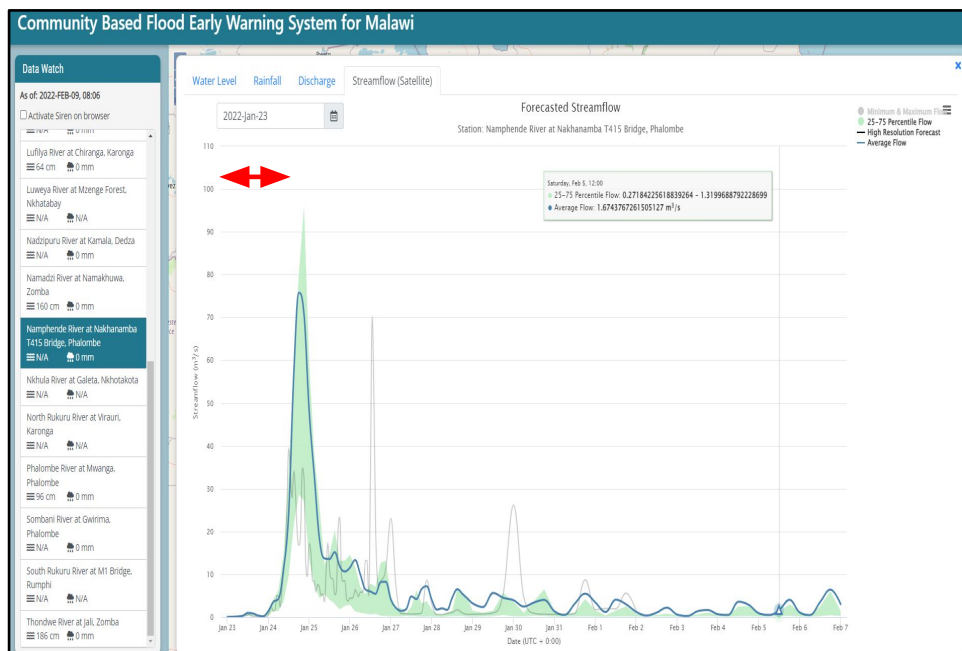 Community Based Flood Early Warning System for Malawi
Data Watch
As of: 2022-FEB-09, 08:06
Activate Siren on browser
N/A 0 mm
Lufilya River at Chiranga, Karonga
64 cm 0 mm
Luweya River at Mzenge Forest,
Nkhatabay
N/A N/A
Nadzipuru River at Kamala, Dedza
N/A 0 mm
Namadzi River at Namakhuwa,
Zomba
160 cm 0 mm
Namphende River at Nakhanamba
T415 Bridge, Phalombe
N/A 0 mm
Nkhula River at Galeta, Nkhotakota
N/A N/A
North Rukuru River at Virauri,
Karonga
N/A N/A
Phalombe River at Mwanga,
Phalombe
96 cm 0 mm
Sombani River at Gwirima,
Phalombe
N/A 0 mm
South Rukuru River at M1 Bridge,
Rumphi
N/A N/A
Thondwe River at Jali, Zomba
186 cm 0 mm
x
Water Level Rainfall Discharge Streamflow (Satellite)
2022-Jan-23
Forecasted Streamflow
Station: Namphende River at Nakhanamba T415 Bridge, Phalombe
Minimum & Maximum
25–75 Percentile Flow
High Resolution Forecast
Average Flow
Saturday, Feb 5, 12:00
25–75 Percentile Flow: 0.27184225618839264 - 1.3199688792228699
Average Flow: 1.6743767261505127 m³/s
Streamflow (m³/s)
110
100
90
80
70
60
50
40
30
20
10
0
Jan 23 Jan 24 Jan 25 Jan 26 Jan 27 Jan 28 Jan 29 Jan 30 Jan 31 Feb 1 Feb 2 Feb 3 Feb 4 Feb 5 Feb 6 Feb 7
Date (UTC + 0:00)